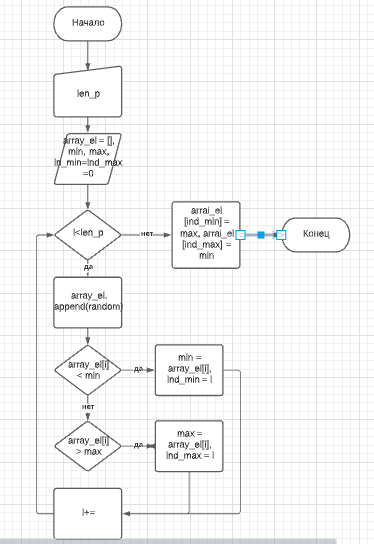 Начало
len_p
array_el = [],
min, max,
In_min=Ind_max
=0
I<len_p
нет
arrai_el
[Ind_min] =
max, arrai_el
[Ind_max] =
min
Конец
да
array_el.
append(random)
array_el[i]
< min
да
min =
array_el[i],
Ind_min = I
нет
array_el[i]
> max
да
max =
array_el[i],
Ind_max = I
I+=